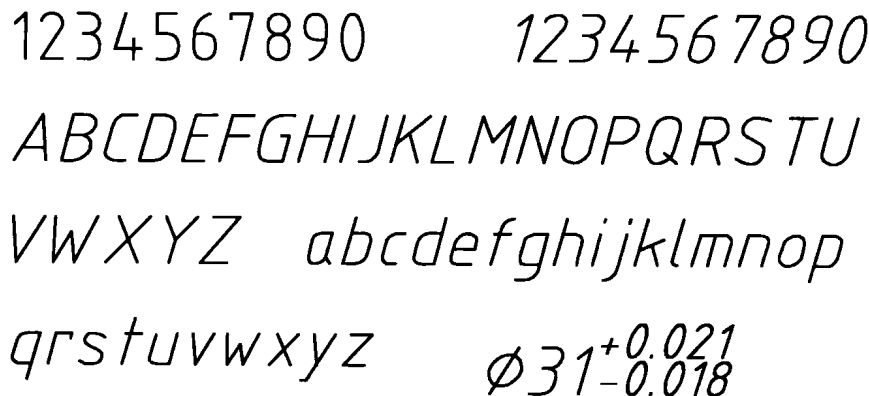 1234567890 1234567890
ABCDEFGHIJKLMNOPQRSTU
VWXYZ abcdefghijklmnop
qrstuvwxyz ⌀31 +0.021 -0.018